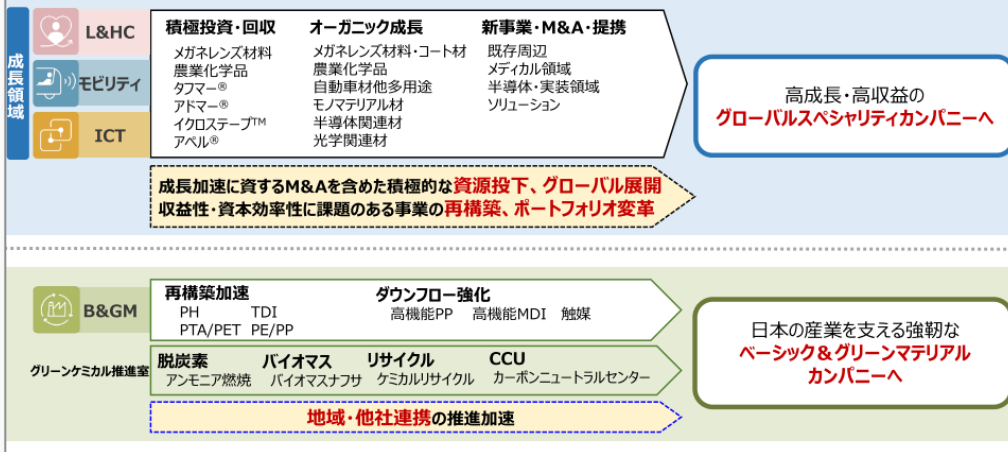 成長領域
L&HC
モビリティ
ICT
積極投資・回収
メガネレンズ材料
農業化学品
タフマー®
アドマー®
イクロステープ™
アペル®
オーガニック成長
メガネレンズ材料・コート材
農業化学品
自動車材他多用途
モノマテリアル材
半導体関連材
光学関連材
新事業・M&A・提携
既存周辺
メディカル領域
半導体・実装領域
ソリューション
高成長・高収益の
グローバルスペシャリティカンパニーへ
成長加速に資するM&Aを含めた積極的な資源投下、グローバル展開
収益性・資本効率性に課題のある事業の再構築、ポートフォリオ変革
B&GM
再構築加速
PH TDI
PTA/PET PE/PP
ダウンフロー強化
高機能PP 高機能MDI 触媒
グリーンケミカル推進室
脱炭素
アンモニア燃焼
バイオマス
バイオマスナフサ
リサイクル
ケミカルリサイクル
CCU
カーボンニュートラルセンター
地域・他社連携の推進加速
日本の産業を支える強靭な
ベーシック&グリーンマテリアル
カンパニーへ